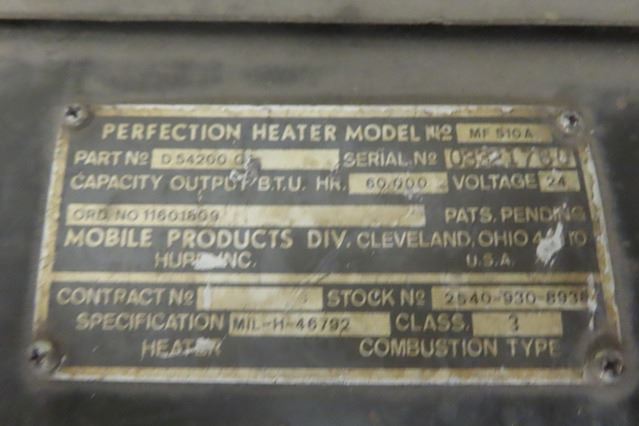 PERFECTION HEATER MODEL No MF 510A
PART No D 54200 SERIAL No
CAPACITY OUTPUT B.T.U. HR. 60,000 VOLTAGE 24
ORD. NO 11601809 PATS. PENDING
MOBILE PRODUCTS DIV. CLEVELAND, OHIO
INC. U.S.A.
CONTRACT No STOCK No 2540-930-8938
SPECIFICATION MIL-H-46792 CLASS. 3
HEATER COMBUSTION TYPE